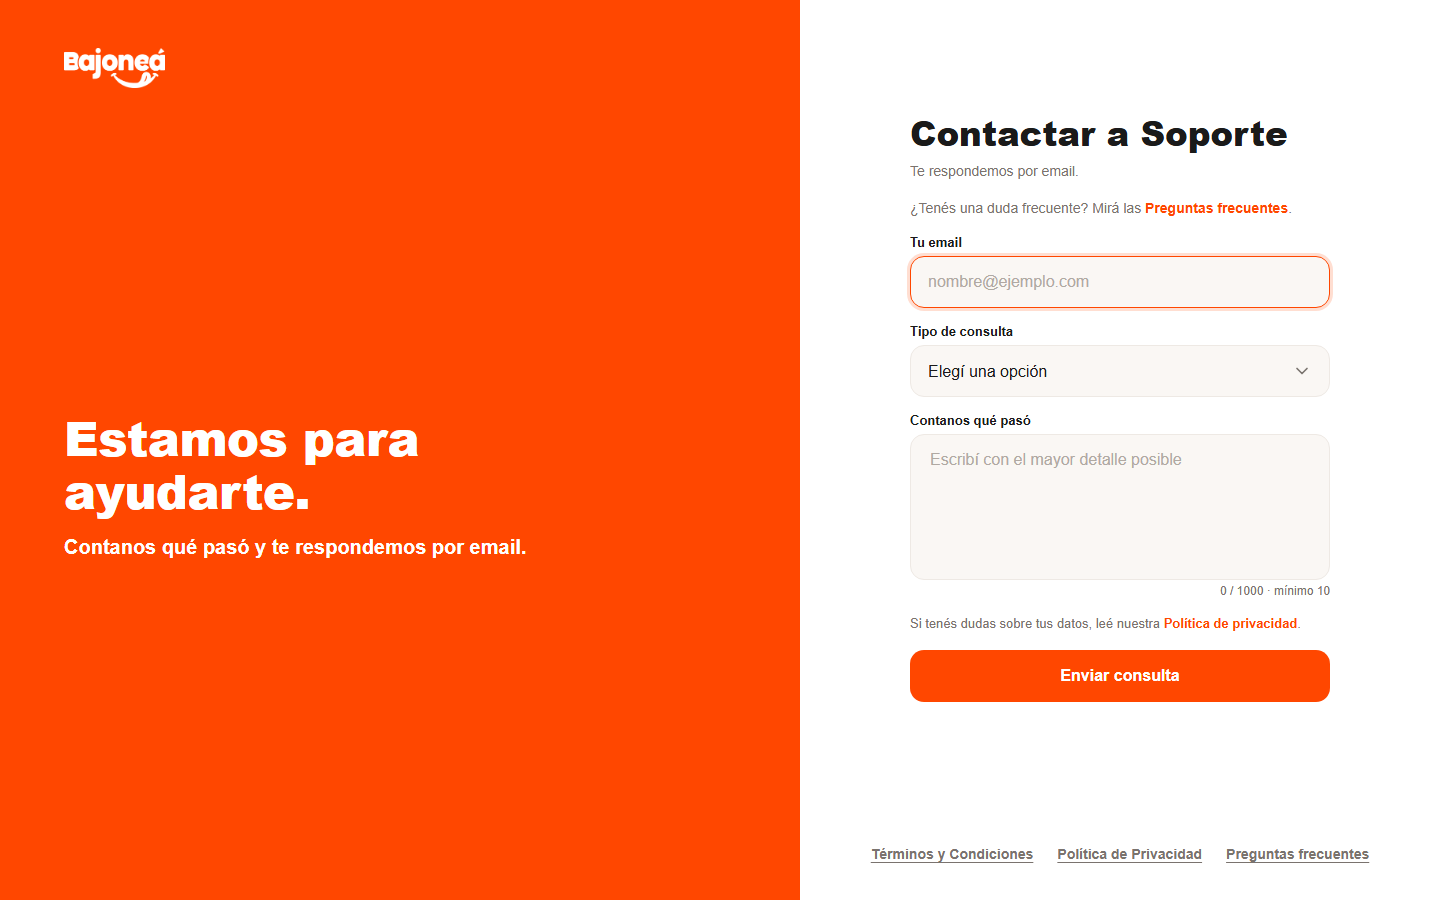 Bajoneá
Estamos para
ayudarte.
Contanos qué pasó y te respondemos por email.
Contactar a Soporte
Te respondemos por email.
¿Tenés una duda frecuente? Mirá las Preguntas frecuentes.
Tu email
nombre@ejemplo.com
Tipo de consulta
Elegí una opción
Contanos qué pasó
Escribí con el mayor detalle posible
0 / 1000 · mínimo 10
Si tenés dudas sobre tus datos, leé nuestra Política de privacidad.
Enviar consulta
Términos y Condiciones Política de Privacidad Preguntas frecuentes